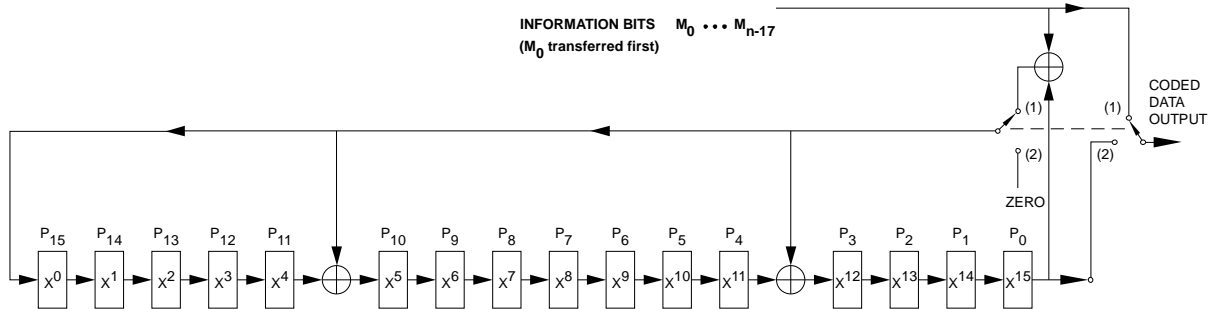 INFORMATION BITS M0 • • • Mn-17
(M0 transferred first)
CODED
DATA
OUTPUT
(1) (1)
(2) (2)
ZERO
P15 P14 P13 P12 P11 P10 P9 P8 P7 P6 P5 P4 P3 P2 P1 P0
X0 X1 X2 X3 X4 X5 X6 X7 X8 X9 X10 X11 X12 X13 X14 X15